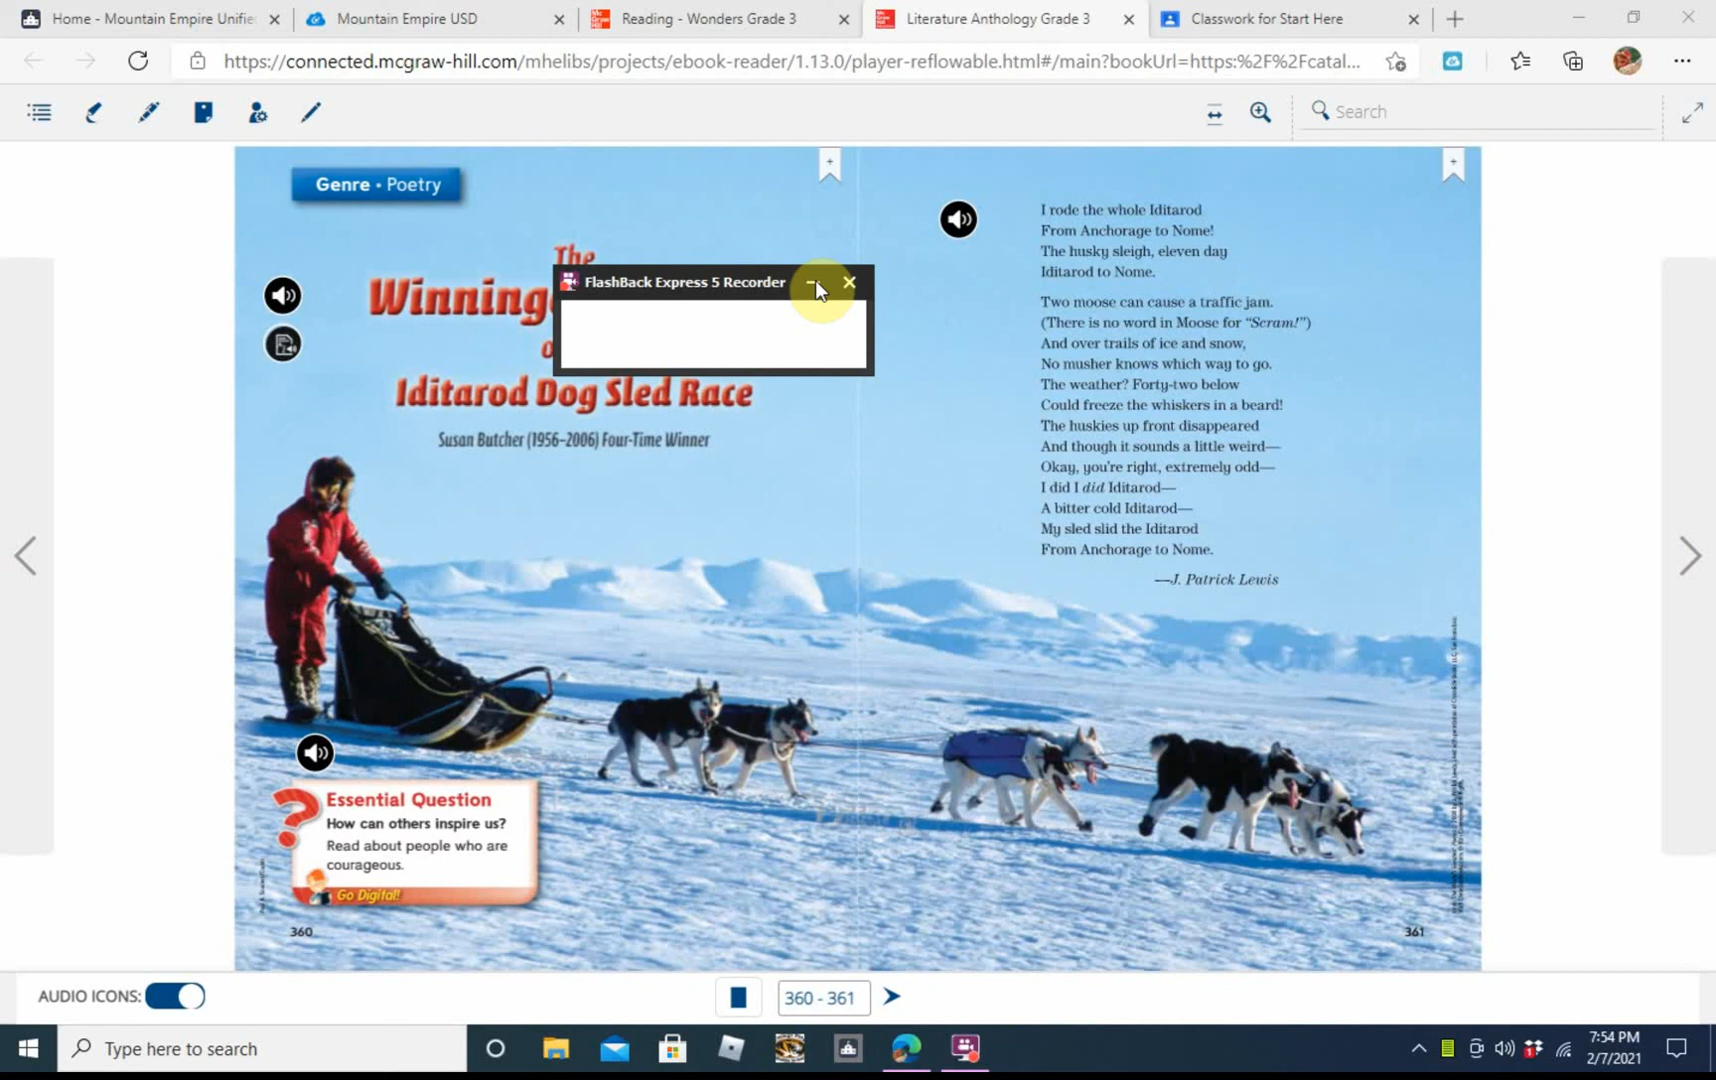 Home - Mountain Empire Unifie
Mountain Empire USD
Reading - Wonders Grade 3
Literature Anthology Grade 3
Classwork for Start Here
https://connected.mcgraw-hill.com/mhelibs/projects/ebook-reader/1.13.0/player-reflowable.html#/main?bookUrl=https:%2F%2Fcatal...
Search
Genre • Poetry
The
Winning
o
Iditarod Dog Sled Race
Susan Butcher (1956–2006) Four-Time Winner
FlashBack Express 5 Recorder
I rode the whole Iditarod
From Anchorage to Nome!
The husky sleigh, eleven day
Iditarod to Nome.
Two moose can cause a traffic jam.
(There is no word in Moose for “Scram!”)
And over trails of ice and snow,
No musher knows which way to go.
The weather? Forty-two below
Could freeze the whiskers in a beard!
The huskies up front disappeared
And though it sounds a little weird—
Okay, you're right, extremely odd—
I did I did Iditarod—
A bitter cold Iditarod—
My sled slid the Iditarod
From Anchorage to Nome.
—J. Patrick Lewis
Essential Question
How can others inspire us?
Read about people who are
courageous.
Go Digital!
360
361
AUDIO ICONS:
360 - 361
Type here to search
7:54 PM
2/7/2021